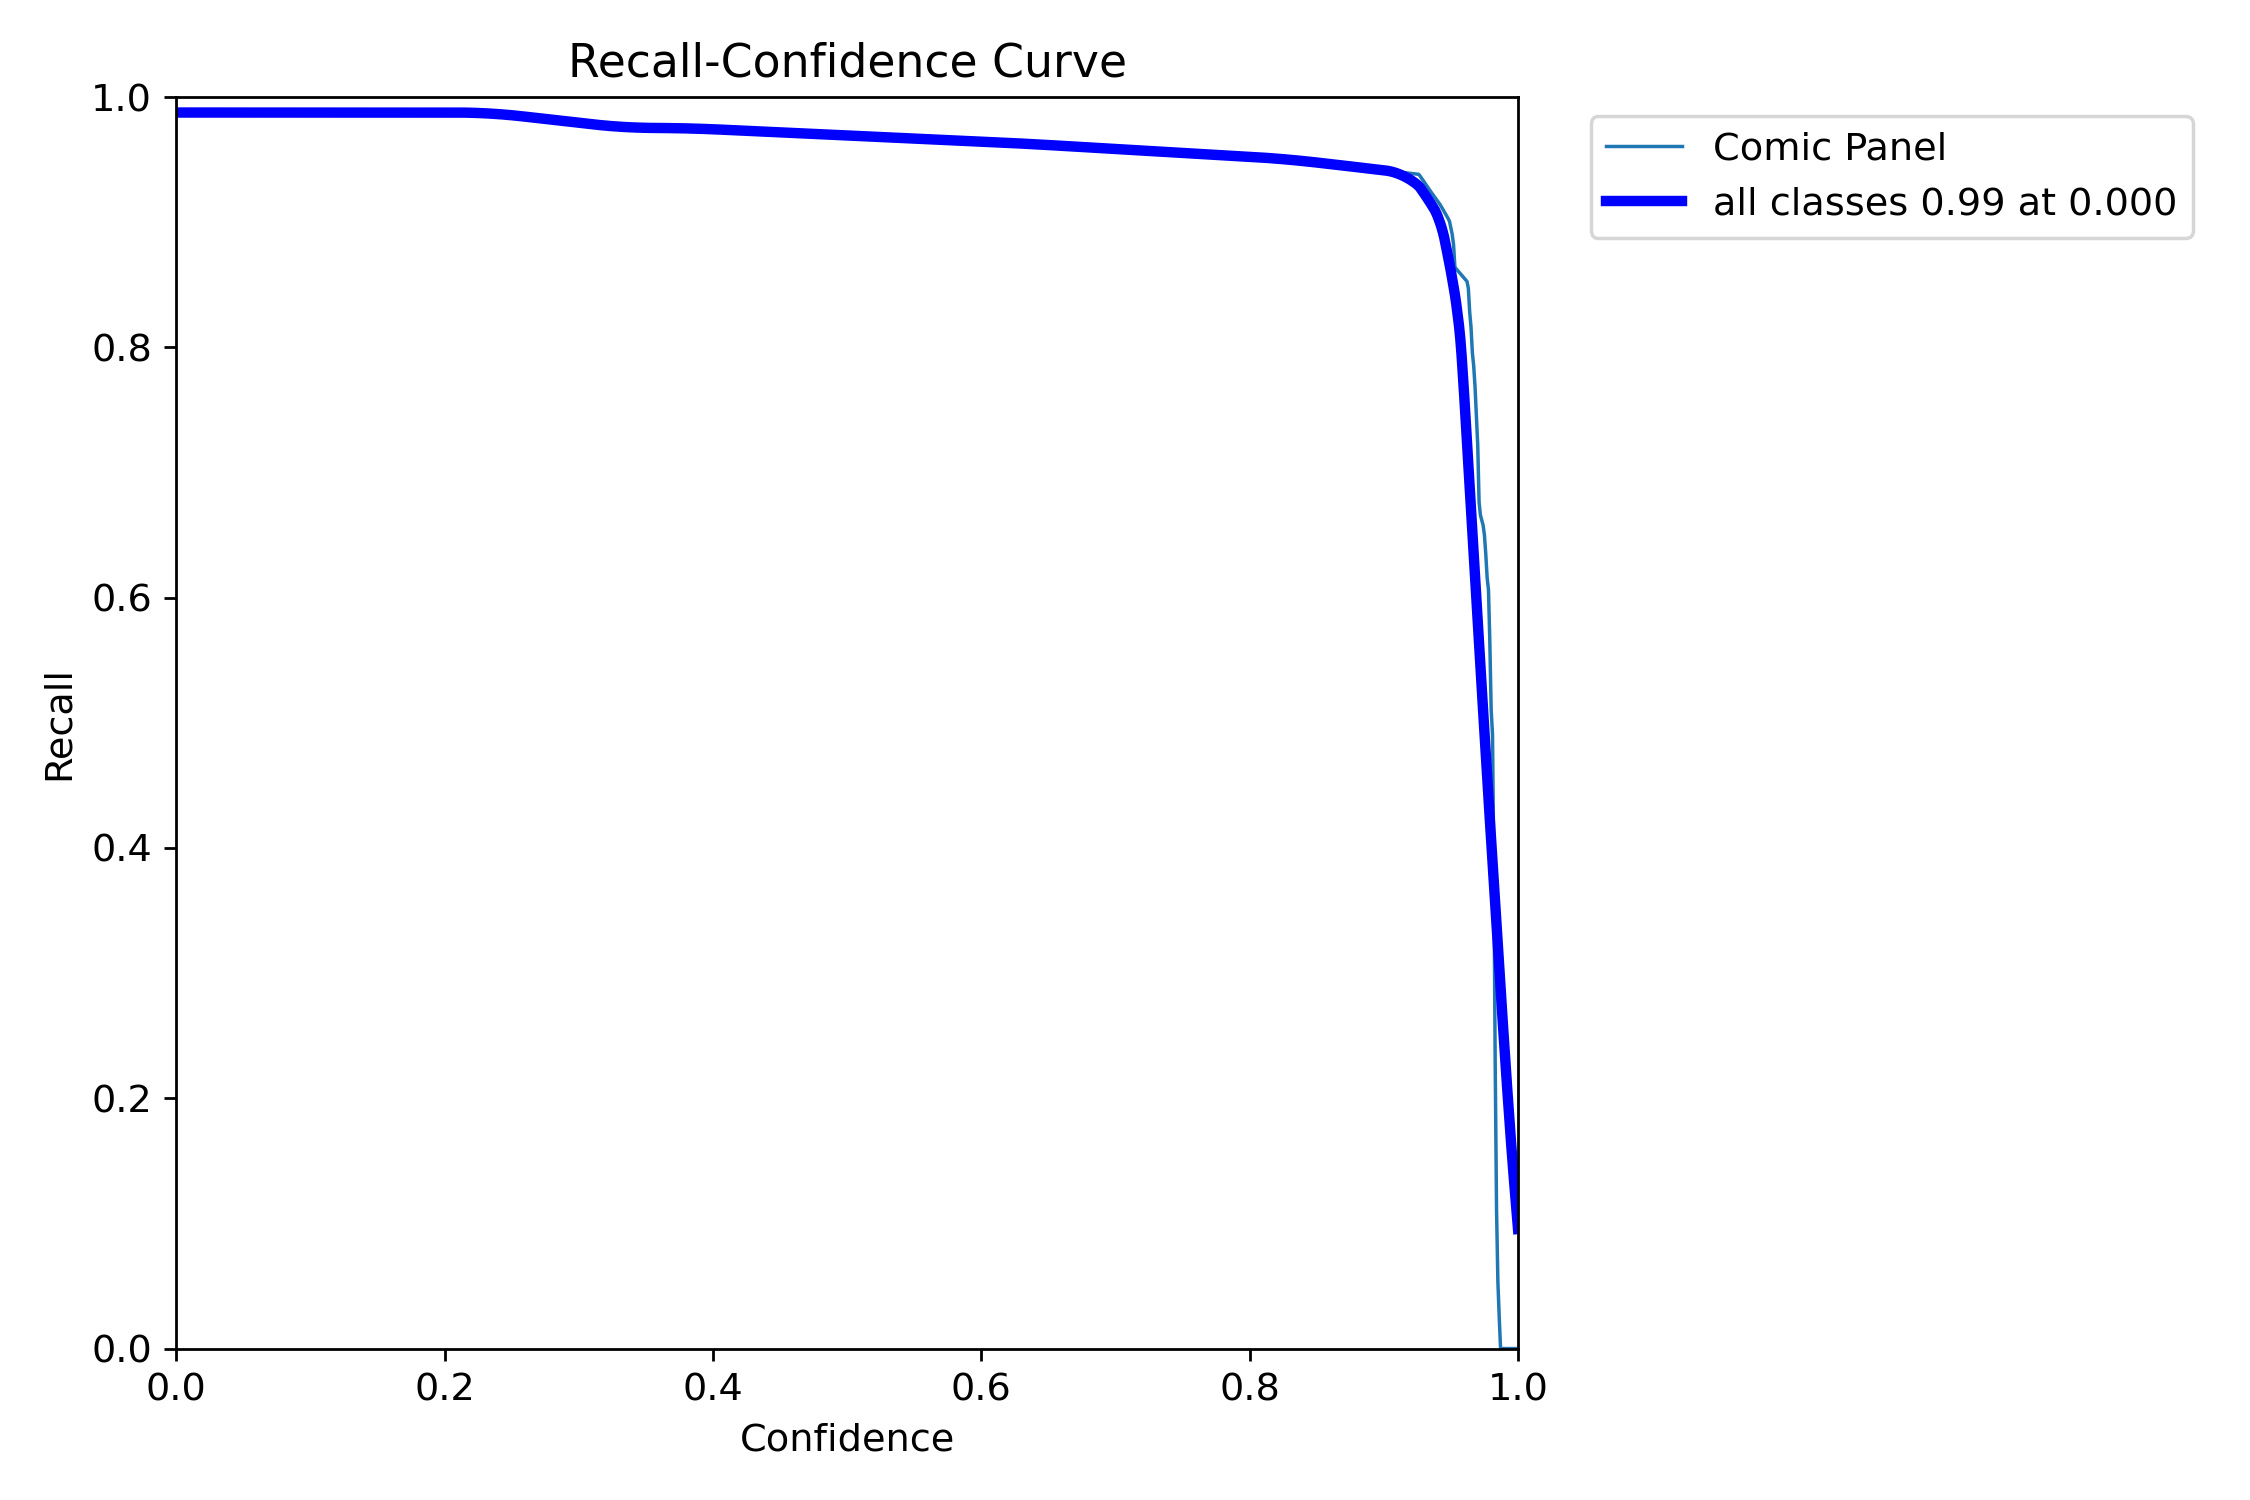 Recall-Confidence Curve
1.0
0.8
0.6
0.4
0.2
0.0
Recall
0.0 0.2 0.4 0.6 0.8 1.0
Confidence
Comic Panel
all classes 0.99 at 0.000